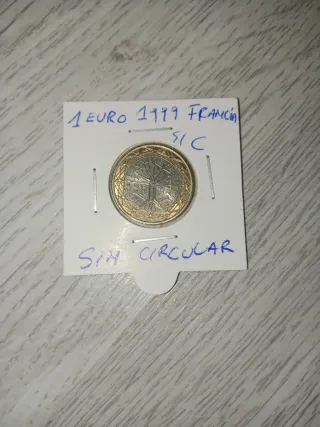 1 EURO 1999 FRANCIA
S/C
SIN CIRCULAR